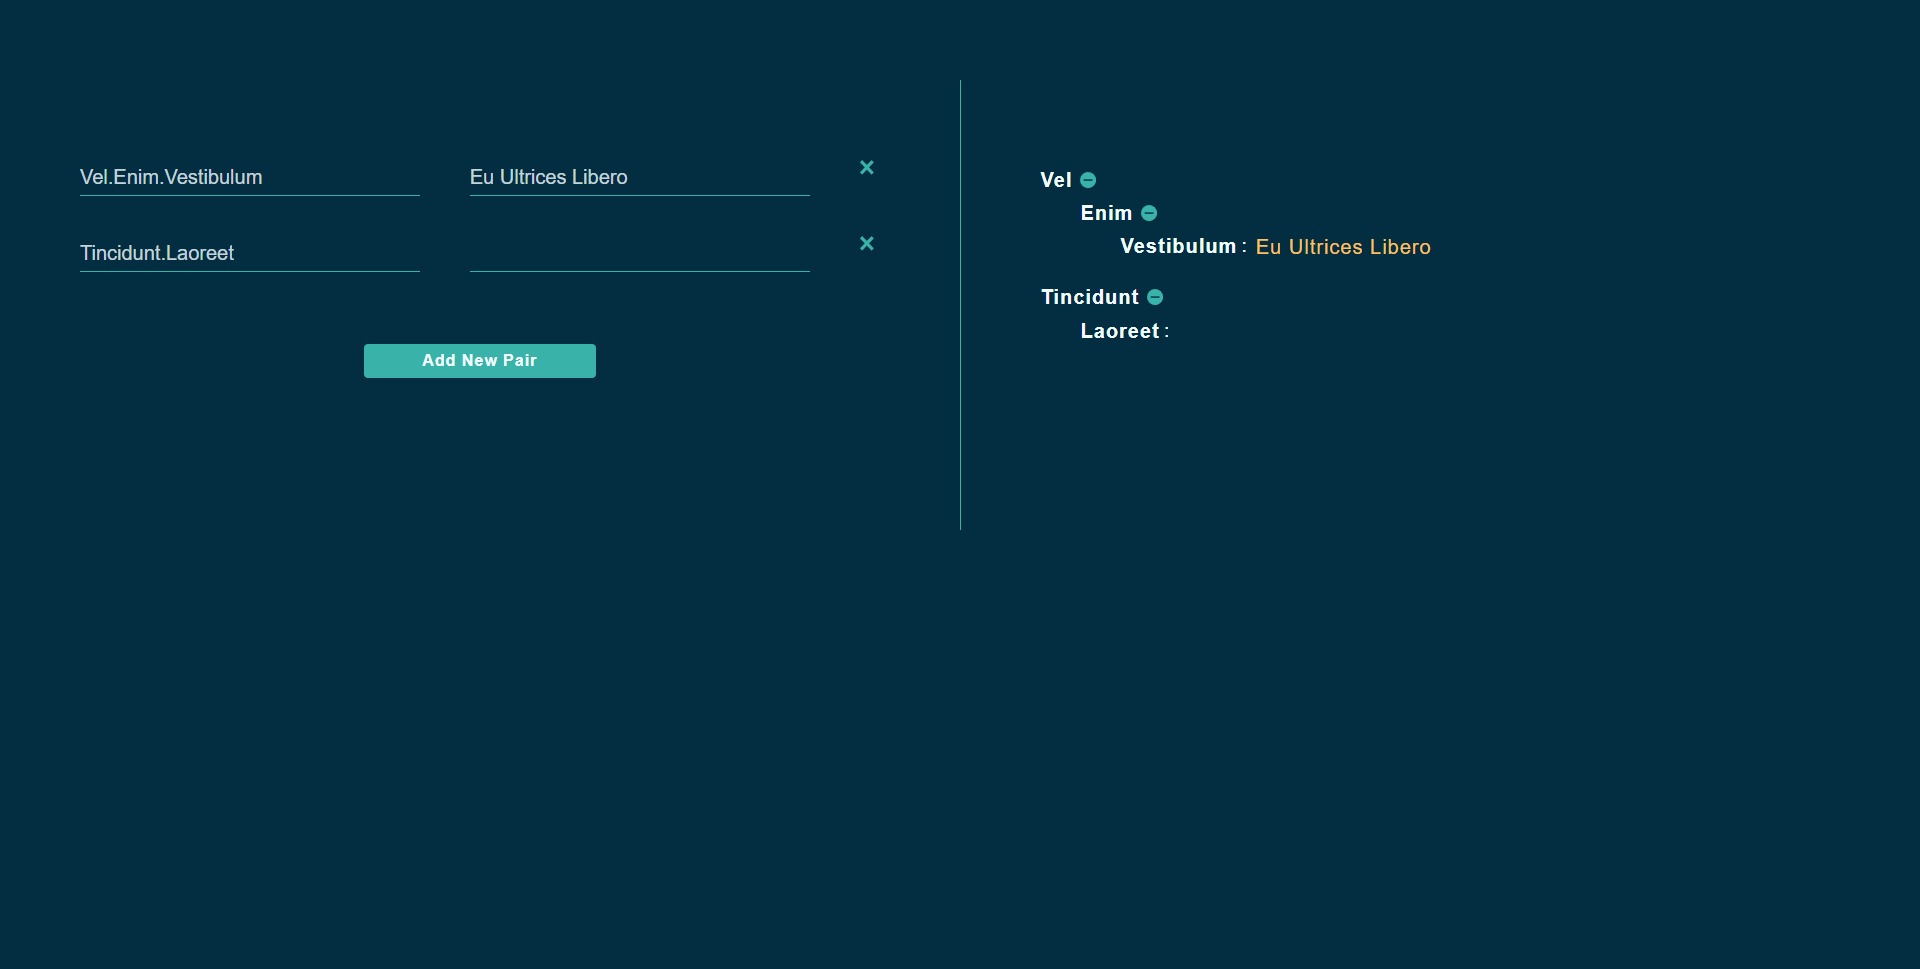 Vel.Enim.Vestibulum
Eu Ultrices Libero
Tincidunt.Laoreet
Add New Pair
Vel
Enim
Vestibulum : Eu Ultrices Libero
Tincidunt
Laoreet :